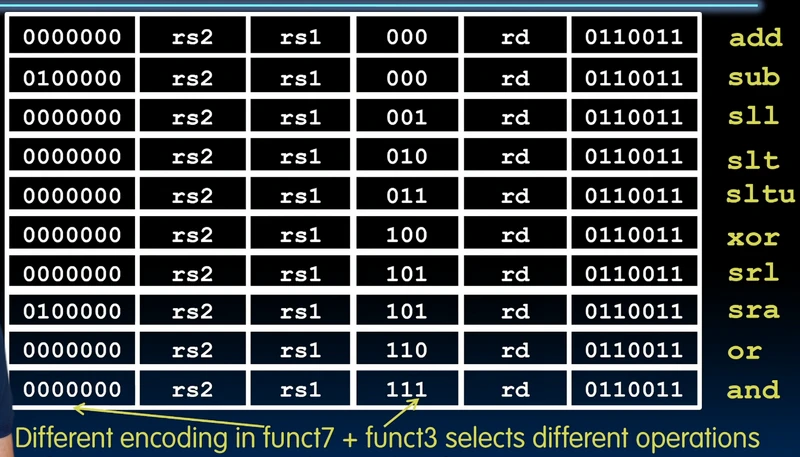 0000000 rs2 rs1 000 rd 0110011 add
0100000 rs2 rs1 000 rd 0110011 sub
0000000 rs2 rs1 001 rd 0110011 sll
0000000 rs2 rs1 010 rd 0110011 slt
0000000 rs2 rs1 011 rd 0110011 sltu
0000000 rs2 rs1 100 rd 0110011 xor
0000000 rs2 rs1 101 rd 0110011 srl
0100000 rs2 rs1 101 rd 0110011 sra
0000000 rs2 rs1 110 rd 0110011 or
0000000 rs2 rs1 111 rd 0110011 and
Different encoding in funct7 + funct3 selects different operations